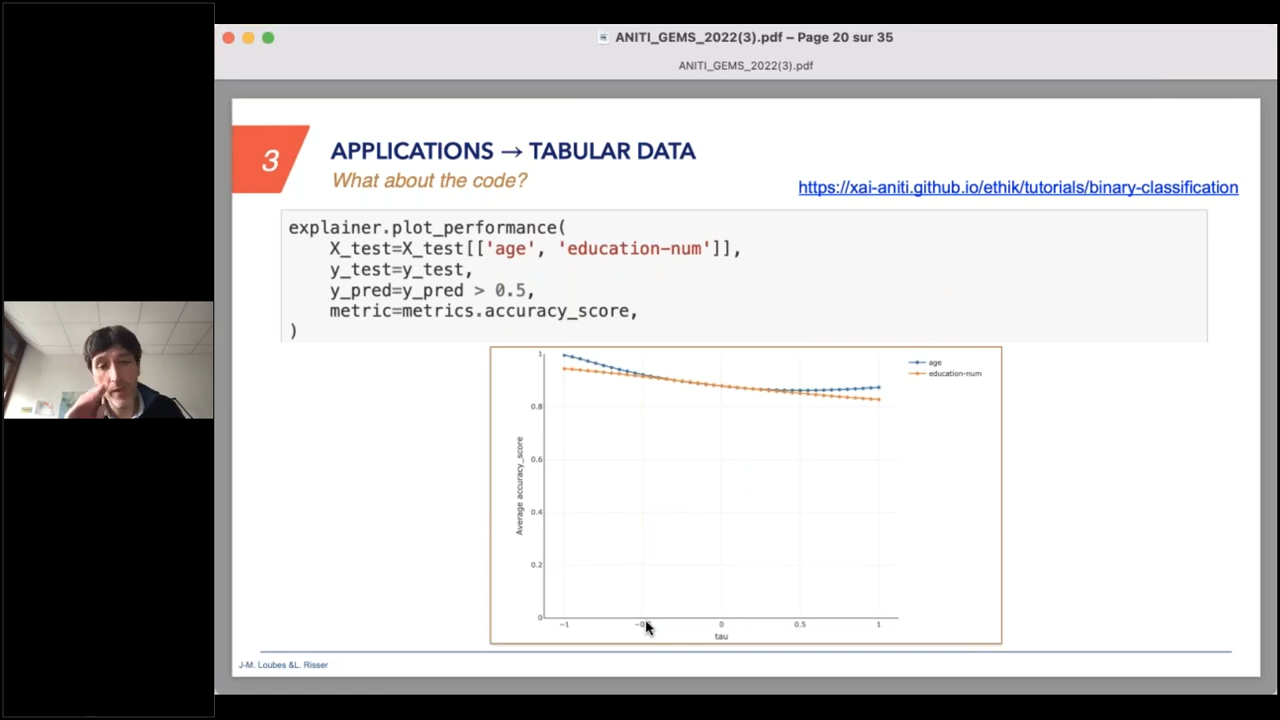 ANITI_GEMS_2022(3).pdf – Page 20 sur 35
ANITI_GEMS_2022(3).pdf
3
APPLICATIONS → TABULAR DATA
What about the code?
https://xai-aniti.github.io/ethik/tutorials/binary-classification
explainer.plot_performance(
X_test=X_test[['age', 'education-num']],
y_test=y_test,
y_pred=y_pred > 0.5,
metric=metrics.accuracy_score,
)
1
0.8
0.6
0.4
0.2
0
Average accuracy_score
−1
0
0.5
1
tau
age
education-num
J-M. Loubes &L. Risser